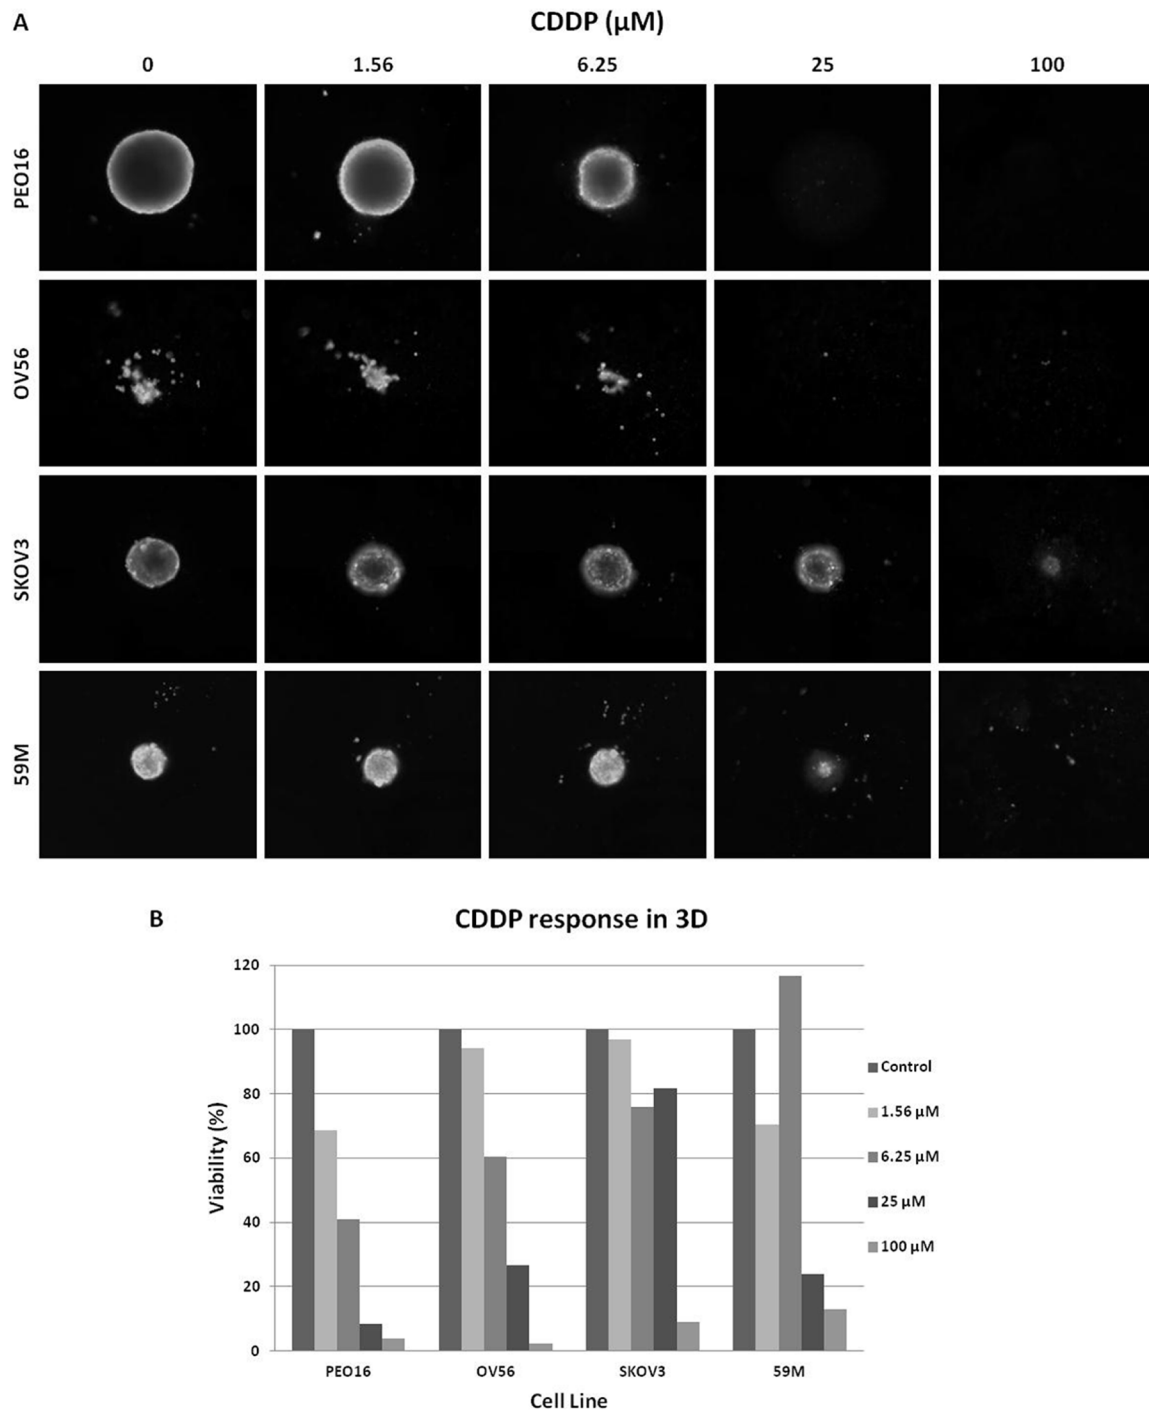 A
CDDP (μM)
0 1.56 6.25 25 100
PEO16
OV56
SKOV3
59M
B
CDDP response in 3D
120
100
80
60
40
20
0
Viability (%)
PEO16 OV56 SKOV3 59M
Cell Line
Control
1.56 μM
6.25 μM
25 μM
100 μM